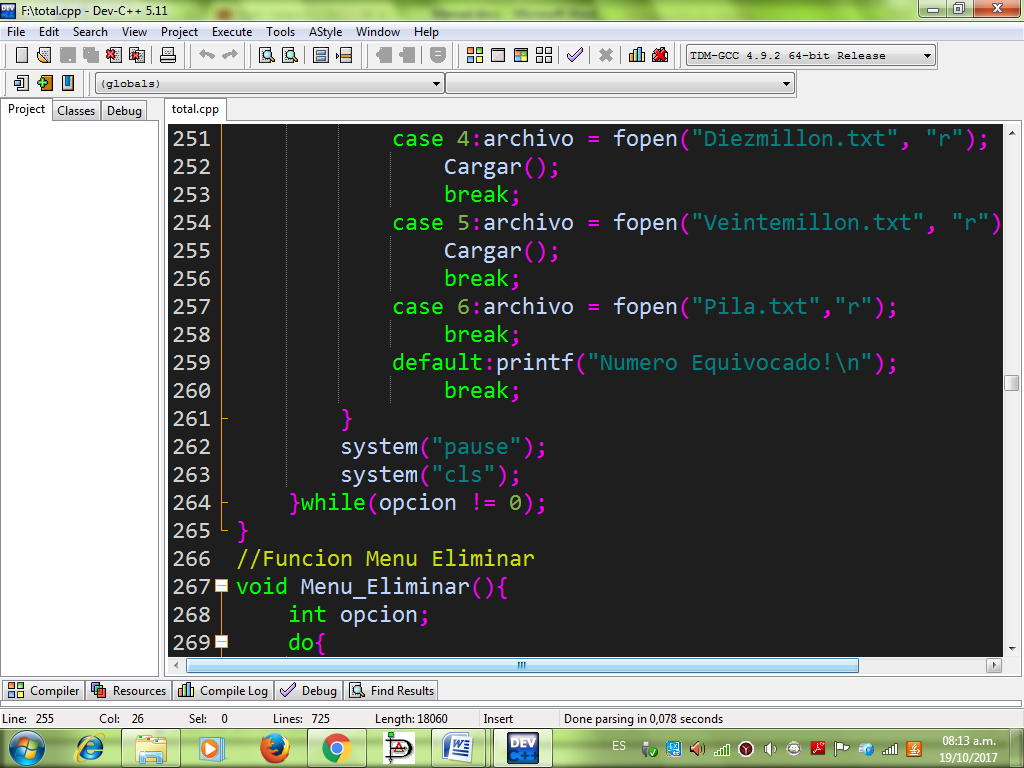 F:\total.cpp - Dev-C++ 5.11
File Edit Search View Project Execute Tools AStyle Window Help
TDM-GCC 4.9.2 64-bit Release
(globals)
Project Classes Debug total.cpp
251 case 4:archivo = fopen("Diezmillon.txt", "r");
252 Cargar();
253 break;
254 case 5:archivo = fopen("Veintemillon.txt", "r")
255 Cargar();
256 break;
257 case 6:archivo = fopen("Pila.txt","r");
258 break;
259 default:printf("Numero Equivocado!\n");
260 break;
261 }
262 system("pause");
263 system("cls");
264 }while(opcion != 0);
265 }
266 //Funcion Menu Eliminar
267 void Menu_Eliminar(){
268 int opcion;
269 do{
Compiler Resources Compile Log Debug Find Results
Line: 255 Col: 26 Sel: 0 Lines: 725 Length: 18060 Insert Done parsing in 0,078 seconds
DEV C++ ES 08:13 a.m.
19/10/2017